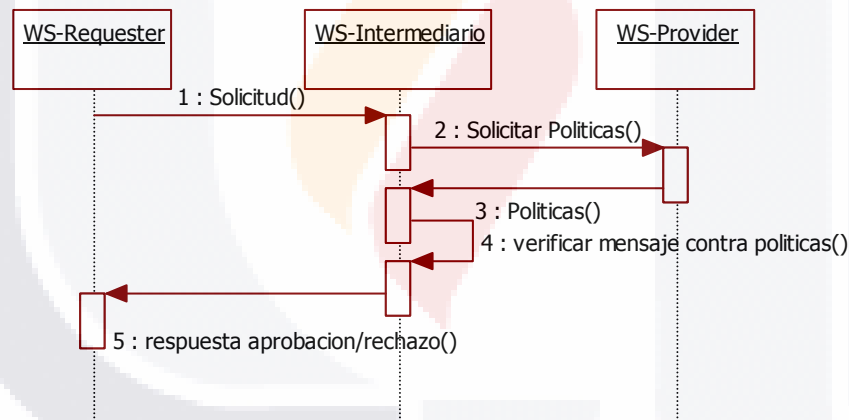 WS-Requester
WS-Intermediario
WS-Provider
1 : Solicitud()
2 : Solicitar Politicas()
3 : Politicas()
4 : verificar mensaje contra politicas()
5 : respuesta aprobacion/rechazo()